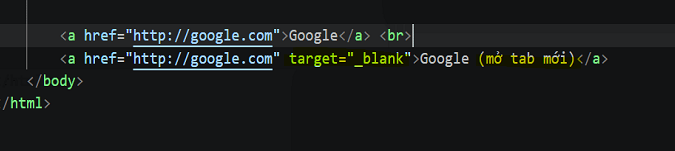 <a href="http://google.com">Google</a> <br>
<a href="http://google.com" target="_blank">Google (mở tab mới)</a>
</body>
/html>